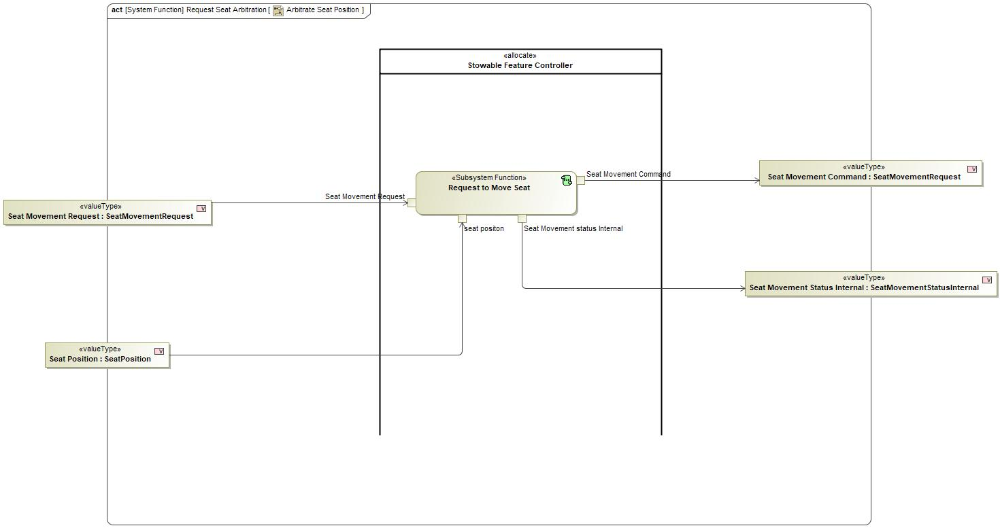 act [System Function] Request Seat Arbitration [ Arbitrate Seat Position ]
«allocate»
Stowable Feature Controller
«Subsystem Function»
Request to Move Seat
Seat Movement Command
«valueType»
V
Seat Movement Command : SeatMovementRequest
Seat Movement Request
«valueType»
V
Seat Movement Request : SeatMovementRequest
seat positon
Seat Movement status Internal
«valueType»
V
Seat Movement Status Internal : SeatMovementStatusInternal
«valueType»
V
Seat Position : SeatPosition